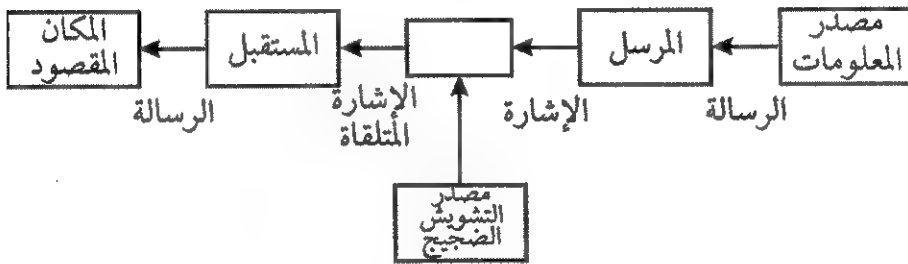 مصدر
المعلومات
الرسالة
المرسل
الإشارة
الإشارة
المتلقاة
المستقبل
الرسالة
المكان
المقصود
مصدر
التشويش
الضجيج